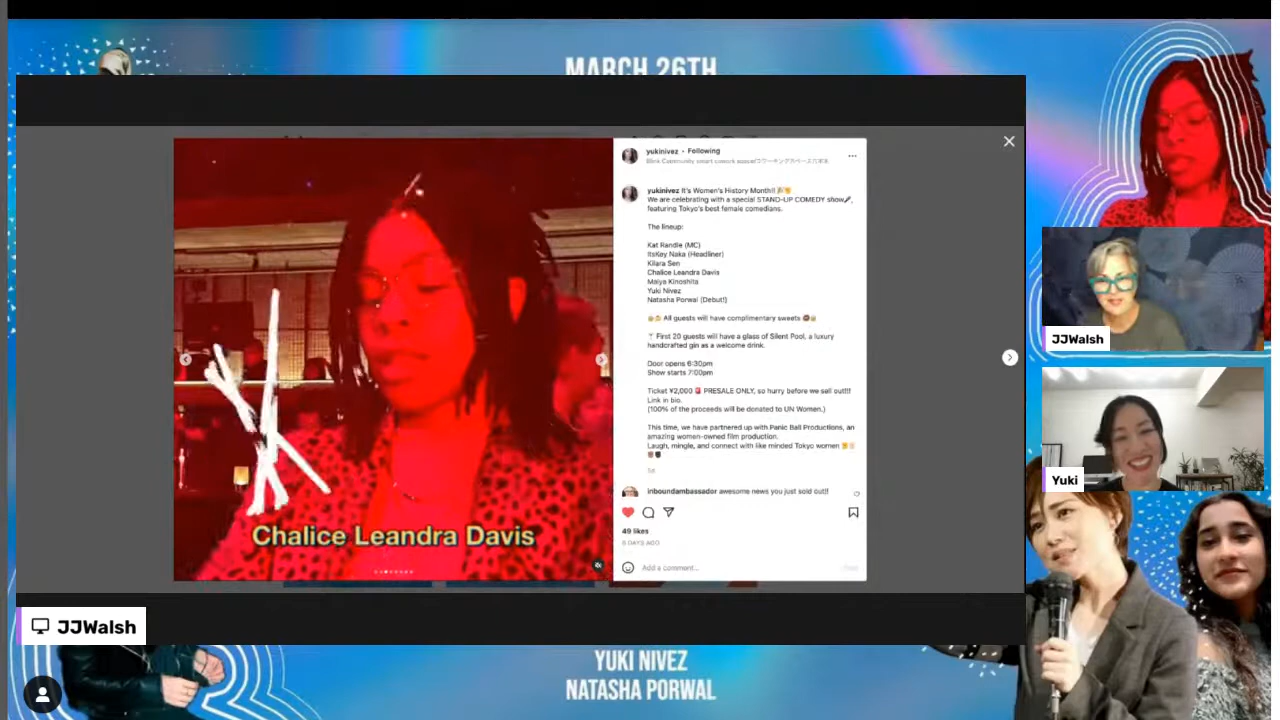 MARCH 26TH
yukinivez • Following
yukinivez It's Women's History Month!!
We are celebrating with a special STAND-UP COMEDY show,
featuring Tokyo's best female comedians.
The lineup:
Kat Randle (MC)
ItsKey Naka (Headliner)
Kilara Sen
Chalice Leandra Davis
Maiya Kinoshita
Yuki Nivez
Natasha Porwal (Debut!)
All guests will have complimentary sweets
First 20 guests will have a glass of Silent Pool, a luxury
handcrafted gin as a welcome drink.
Door opens 6:30pm
Show starts 7:00pm
Ticket ¥2,000 PRESALE ONLY, so hurry before we sell out!!!
Link in bio.
(100% of the proceeds will be donated to UN Women.)
This time, we have partnered up with Panic Ball Productions, an
amazing women-owned film production.
Laugh, mingle, and connect with like minded Tokyo women
inboundambassador awesome news you just sold out!!
49 likes
6 DAYS AGO
Add a comment...
Chalice Leandra Davis
JJWalsh
Yuki
JJWalsh
YUKI NIVEZ
NATASHA PORWAL